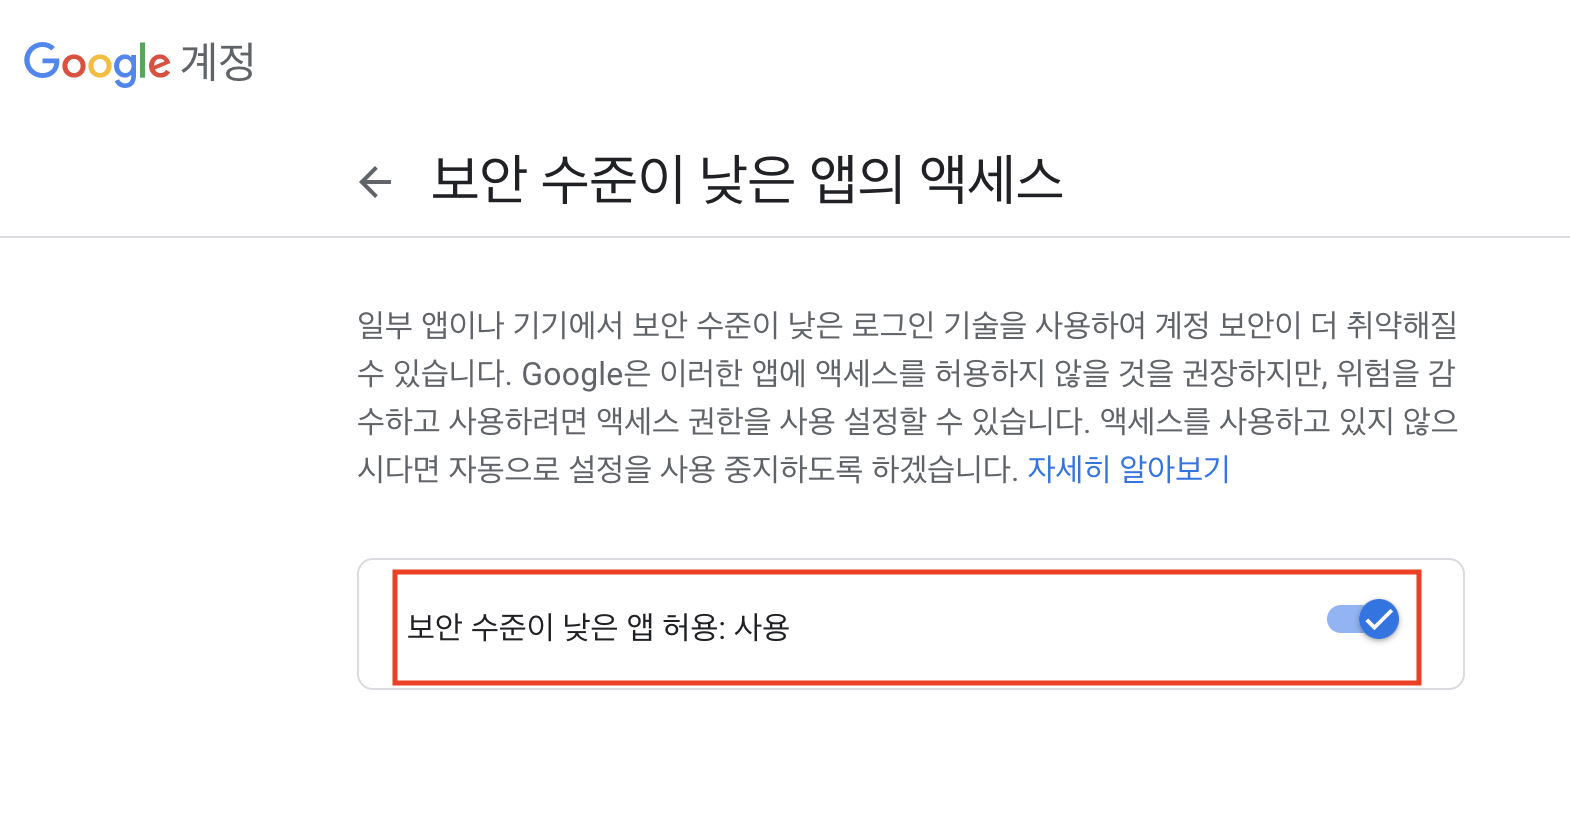 Google 계정
보안 수준이 낮은 앱의 액세스
일부 앱이나 기기에서 보안 수준이 낮은 로그인 기술을 사용하여 계정 보안이 더 취약해질
수 있습니다. Google은 이러한 앱에 액세스를 허용하지 않을 것을 권장하지만, 위험을 감
수하고 사용하려면 액세스 권한을 사용 설정할 수 있습니다. 액세스를 사용하고 있지 않으
시다면 자동으로 설정을 사용 중지하도록 하겠습니다. 자세히 알아보기
보안 수준이 낮은 앱 허용: 사용